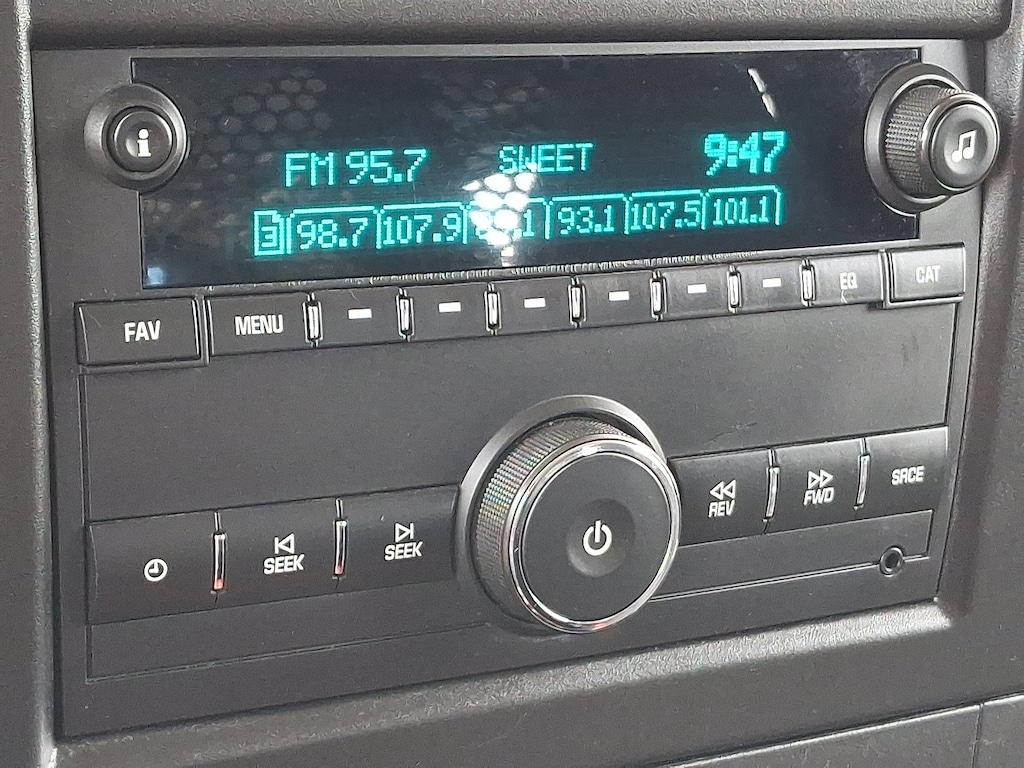 i
FM 95.7 SWEET 9:47
3 98.7 107.9 93.1 107.5 101.1
FAV MENU EQ CAT
SEEK SEEK REV FWD SRCE